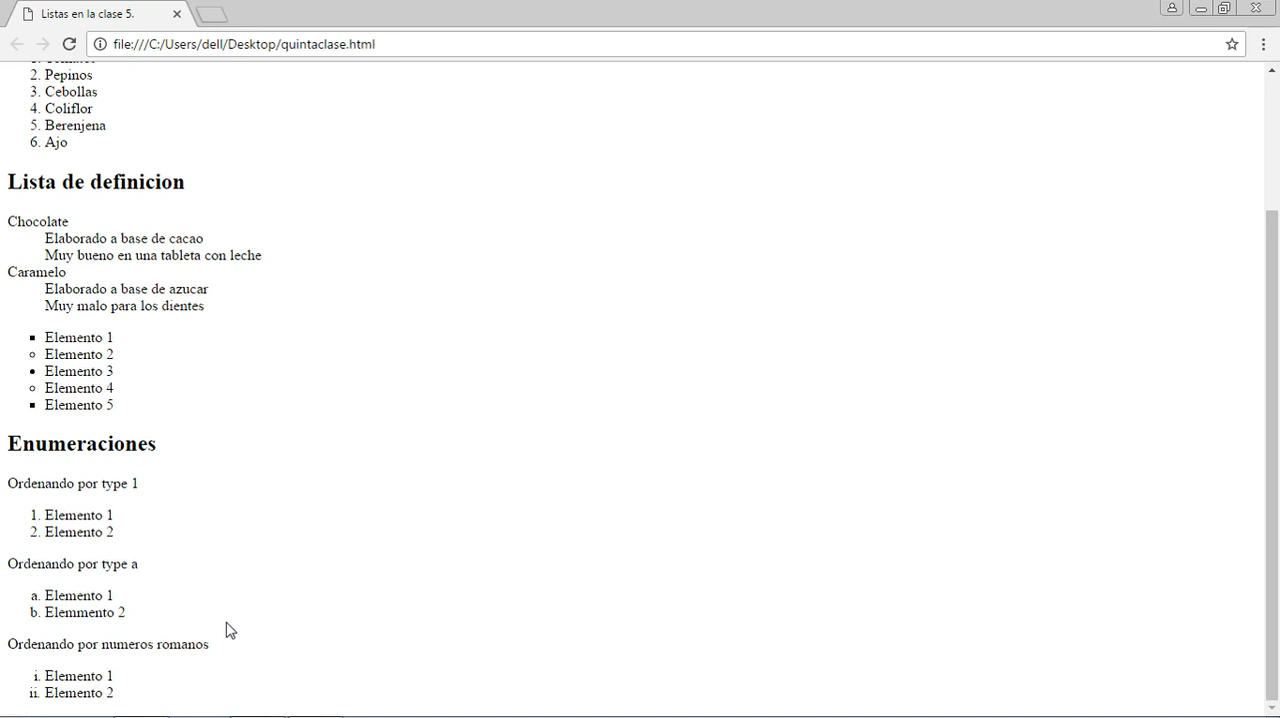 Listas en la clase 5.
file:///C:/Users/dell/Desktop/quintaclase.html
2. Pepinos
3. Cebollas
4. Coliflor
5. Berenjena
6. Ajo
Lista de definicion
Chocolate
Elaborado a base de cacao
Muy bueno en una tableta con leche
Caramelo
Elaborado a base de azucar
Muy malo para los dientes
Elemento 1
Elemento 2
Elemento 3
Elemento 4
Elemento 5
Enumeraciones
Ordenando por type 1
1. Elemento 1
2. Elemento 2
Ordenando por type a
a. Elemento 1
b. Elemmento 2
Ordenando por numeros romanos
i. Elemento 1
ii. Elemento 2